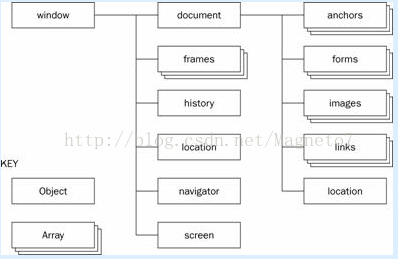 window
document
anchors
frames
forms
history
images
http://blog.csdn.net/Magneto/
location
links
KEY
Object
navigator
location
Array
screen